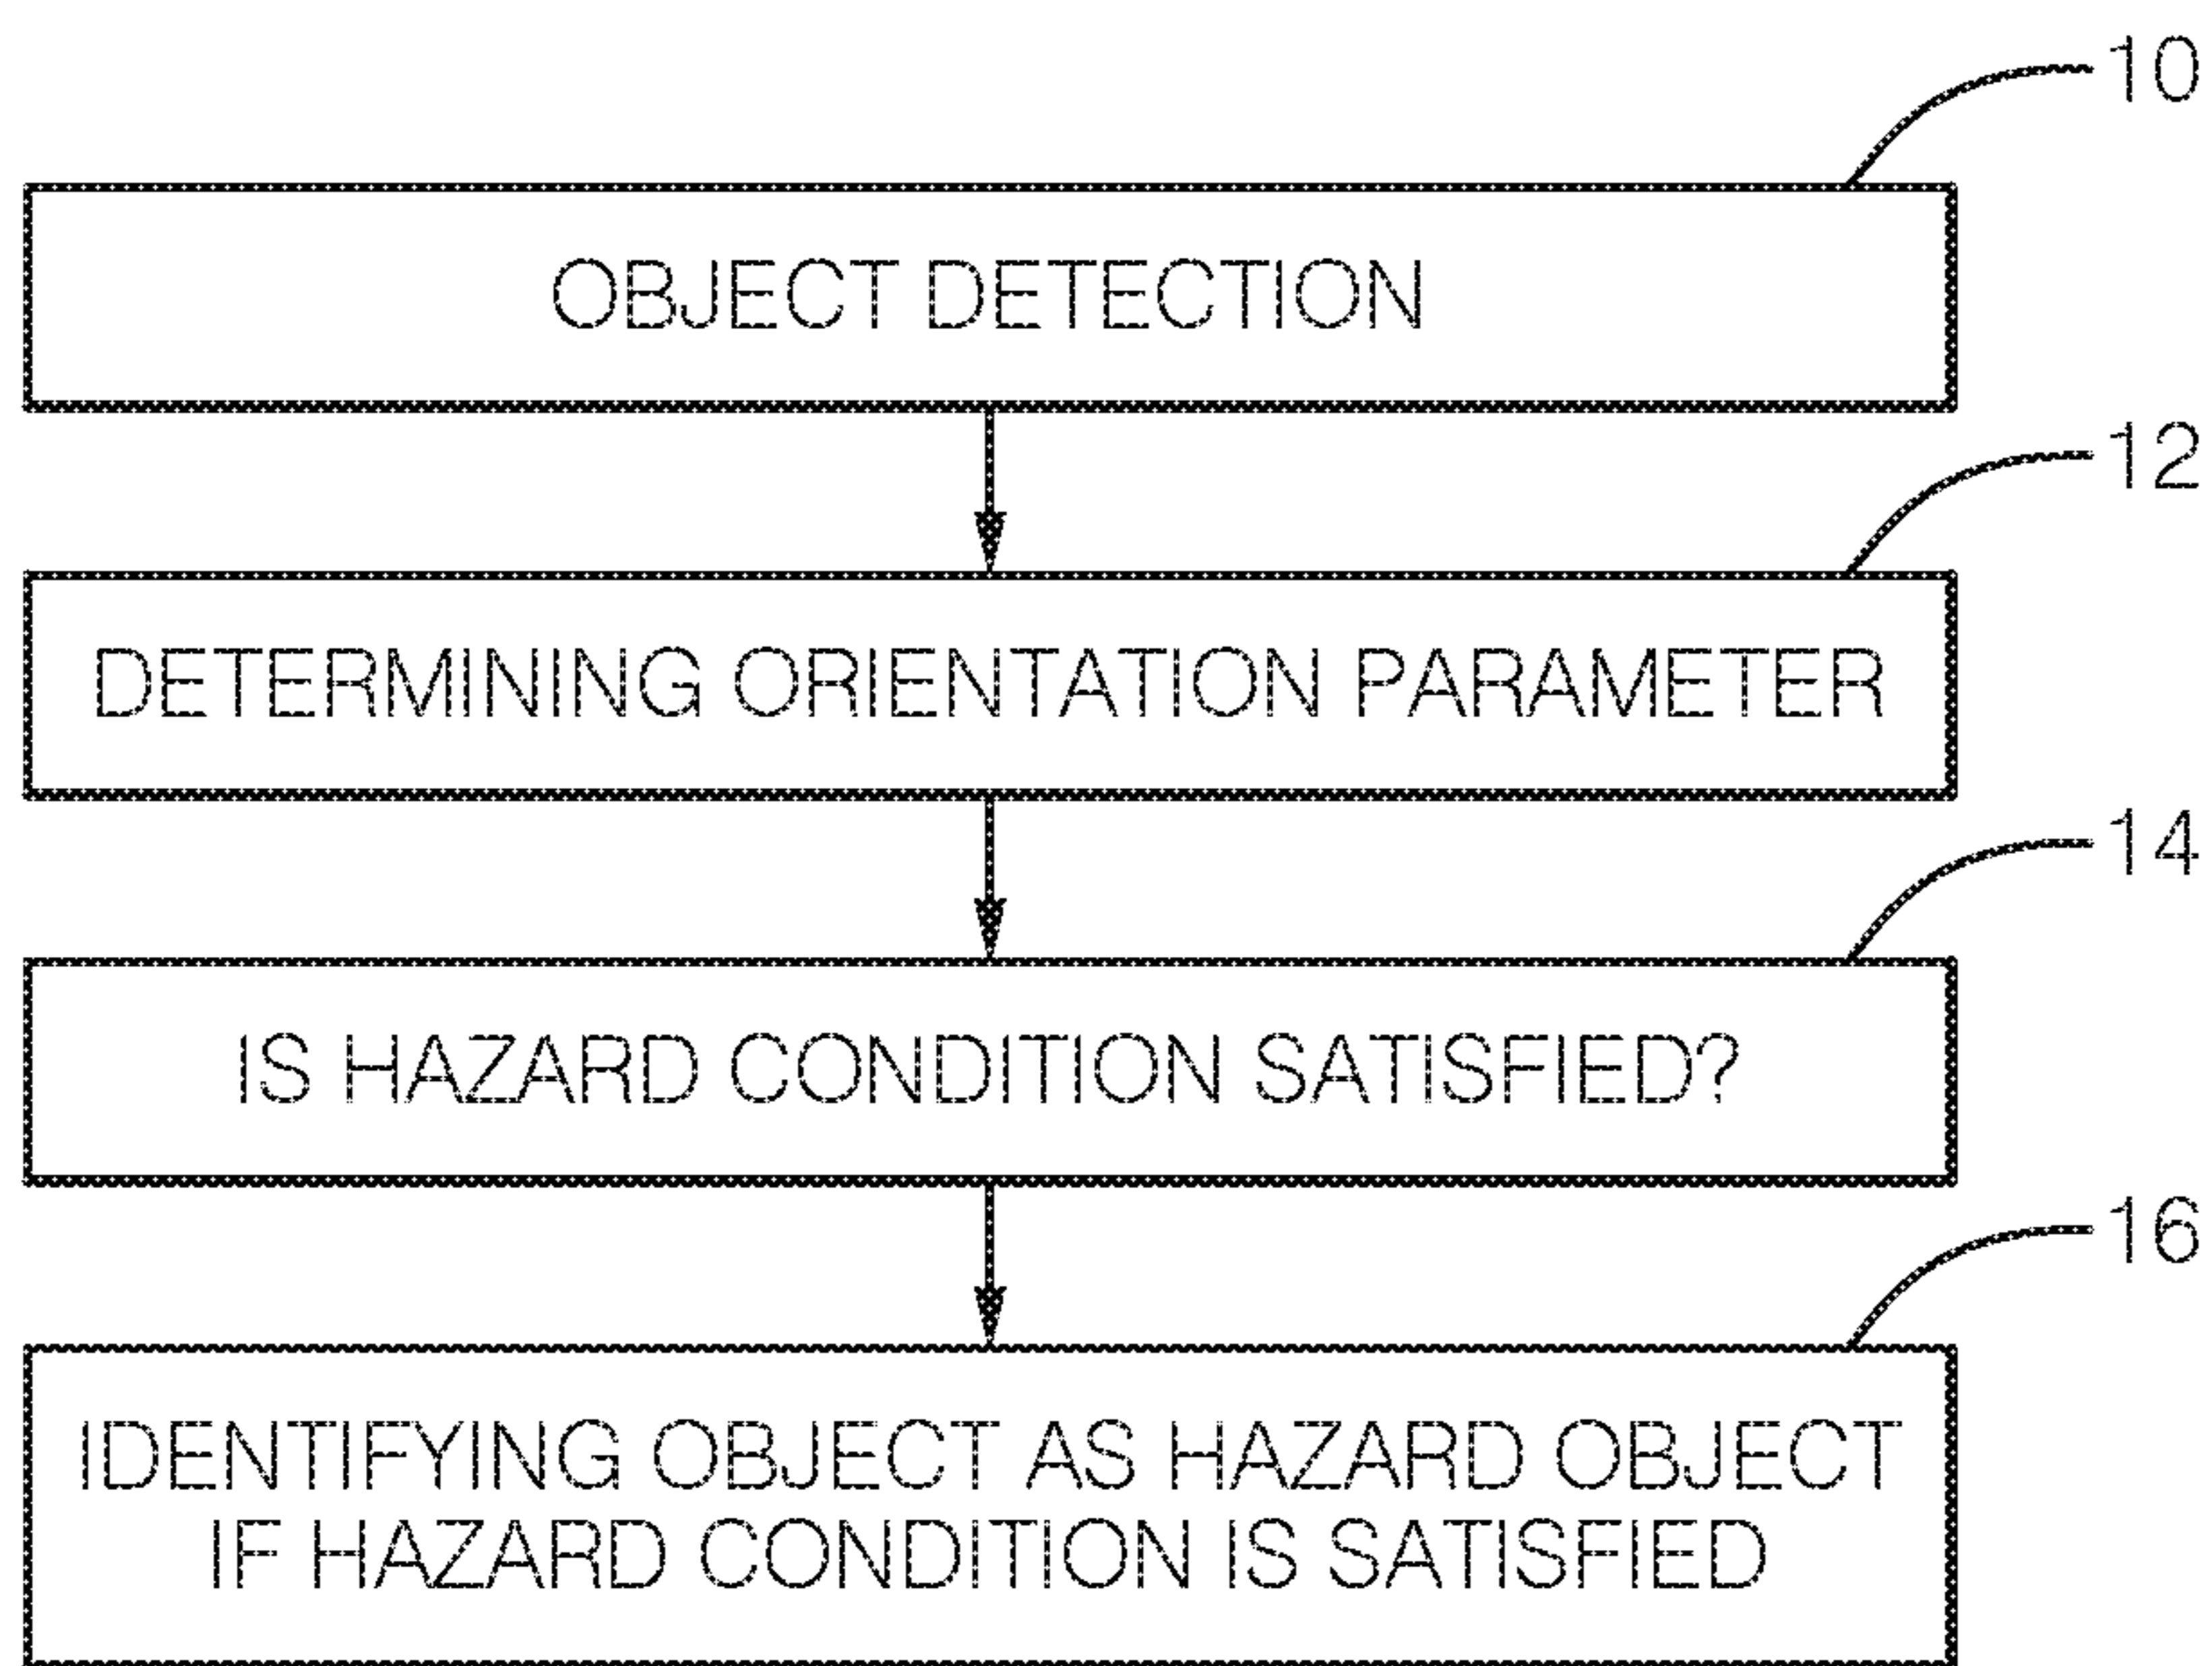 10
OBJECT DETECTION
12
DETERMINING ORIENTATION PARAMETER
14
IS HAZARD CONDITION SATISFIED?
16
IDENTIFYING OBJECT AS HAZARD OBJECT
IF HAZARD CONDITION IS SATISFIED